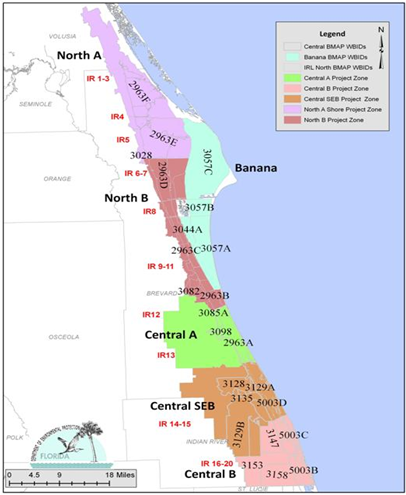 VOLUSIA
North A
IR 1-3
2963F
SEMINOLE
IR4
2963E
IR5
3028
ORANGE
IR 6-7
2963D
3057C
Banana
North B
IR8
3057B
3044A
2963C
3057A
IR 9-11
BREVARD
3082
2963B
IR12
3085A
3098
Central A
2963A
OSCEOLA
IR13
3128
3129A
3135
5003D
Central SEB
IR 14-15
3129B
3147
5003C
INDIAN RIVER
POLK
IR 16-20
3153
5003B
Central B
3158
ST. LUCIE
Legend
N
Central BMAP WBIDs
Banana BMAP WBIDs
IRL North BMAP WBIDs
Central A Project Zone
Central B Project Zone
Central SEB Project Zone
North A Shore Project Zone
North B Project Zone
DEPARTMENT OF ENVIRONMENTAL PROTECTION
FLORIDA
0 4.5 9 18 Miles